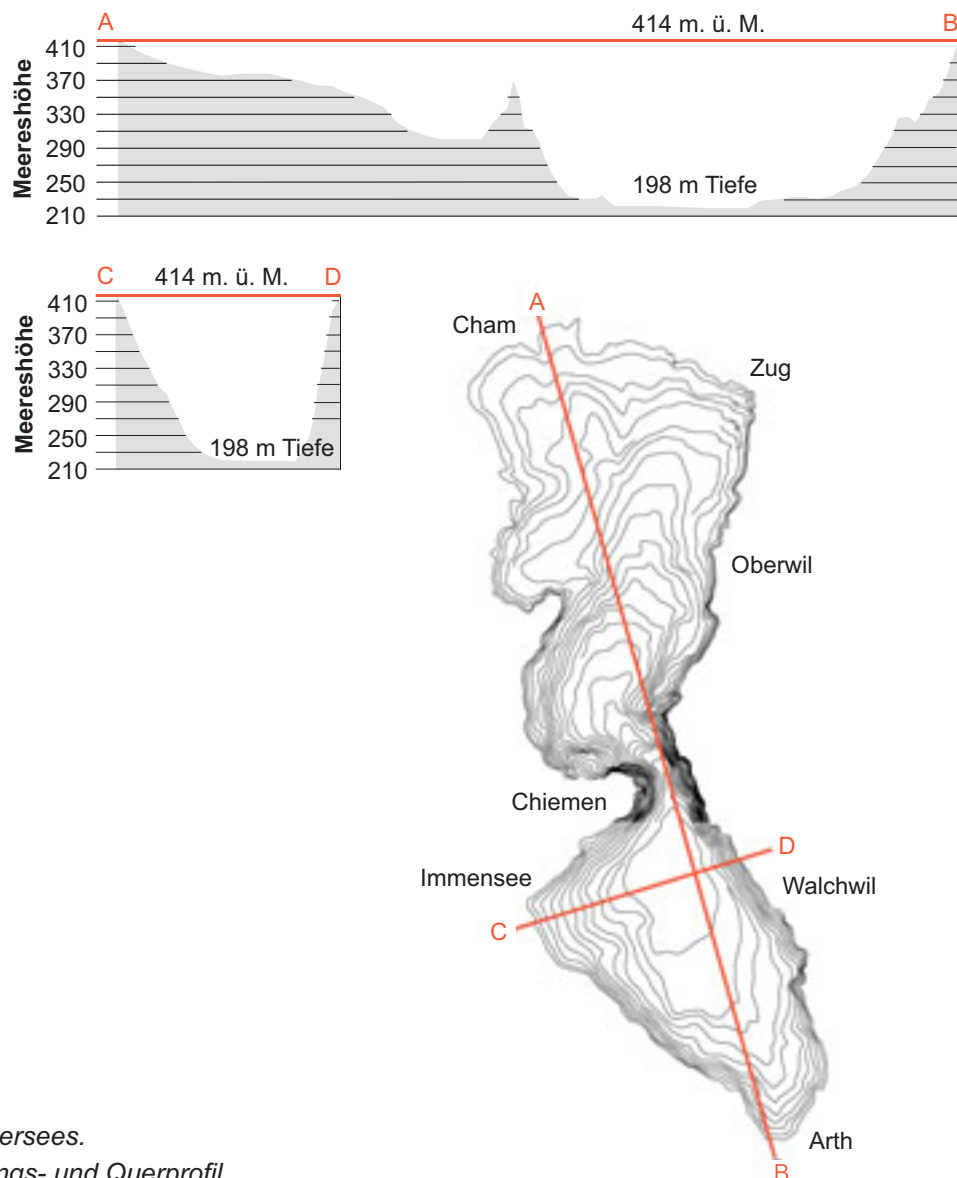 A 414 m. ü. M. B
Meereshöhe
410
370
330
290
250
210
198 m Tiefe
C 414 m. ü. M. D
Meereshöhe
410
370
330
290
250
210
198 m Tiefe
A
Cham
Zug
Oberwil
Chiemen
D
Immensee
Walchwil
C
Arth
B
ersees.
ngs- und Querprofil